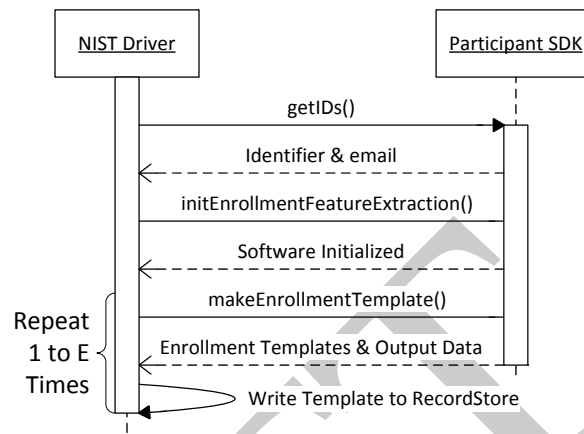 NIST Driver
Participant SDK
getIDs()
Identifier & email
initEnrollmentFeatureExtraction()
Software Initialized
makeEnrollmentTemplate()
Repeat
1 to E
Times
Enrollment Templates & Output Data
Write Template to RecordStore